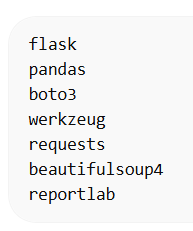 flask
pandas
boto3
werkzeug
requests
beautifulsoup4
reportlab